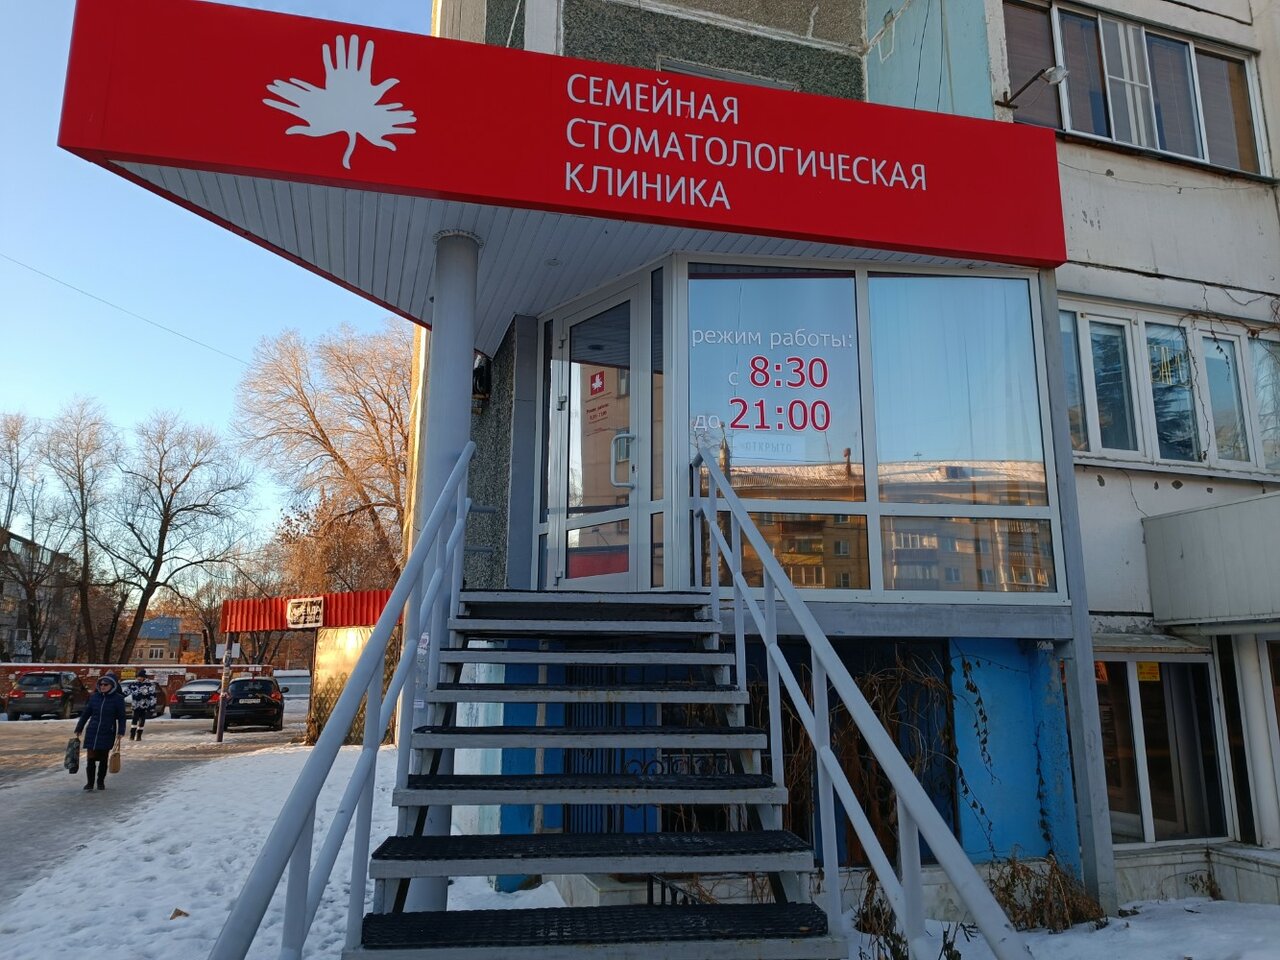 СЕМЕЙНАЯ
СТОМАТОЛОГИЧЕСКАЯ
КЛИНИКА
режим работы:
с 8:30
до 21:00
ОТКРЫТО